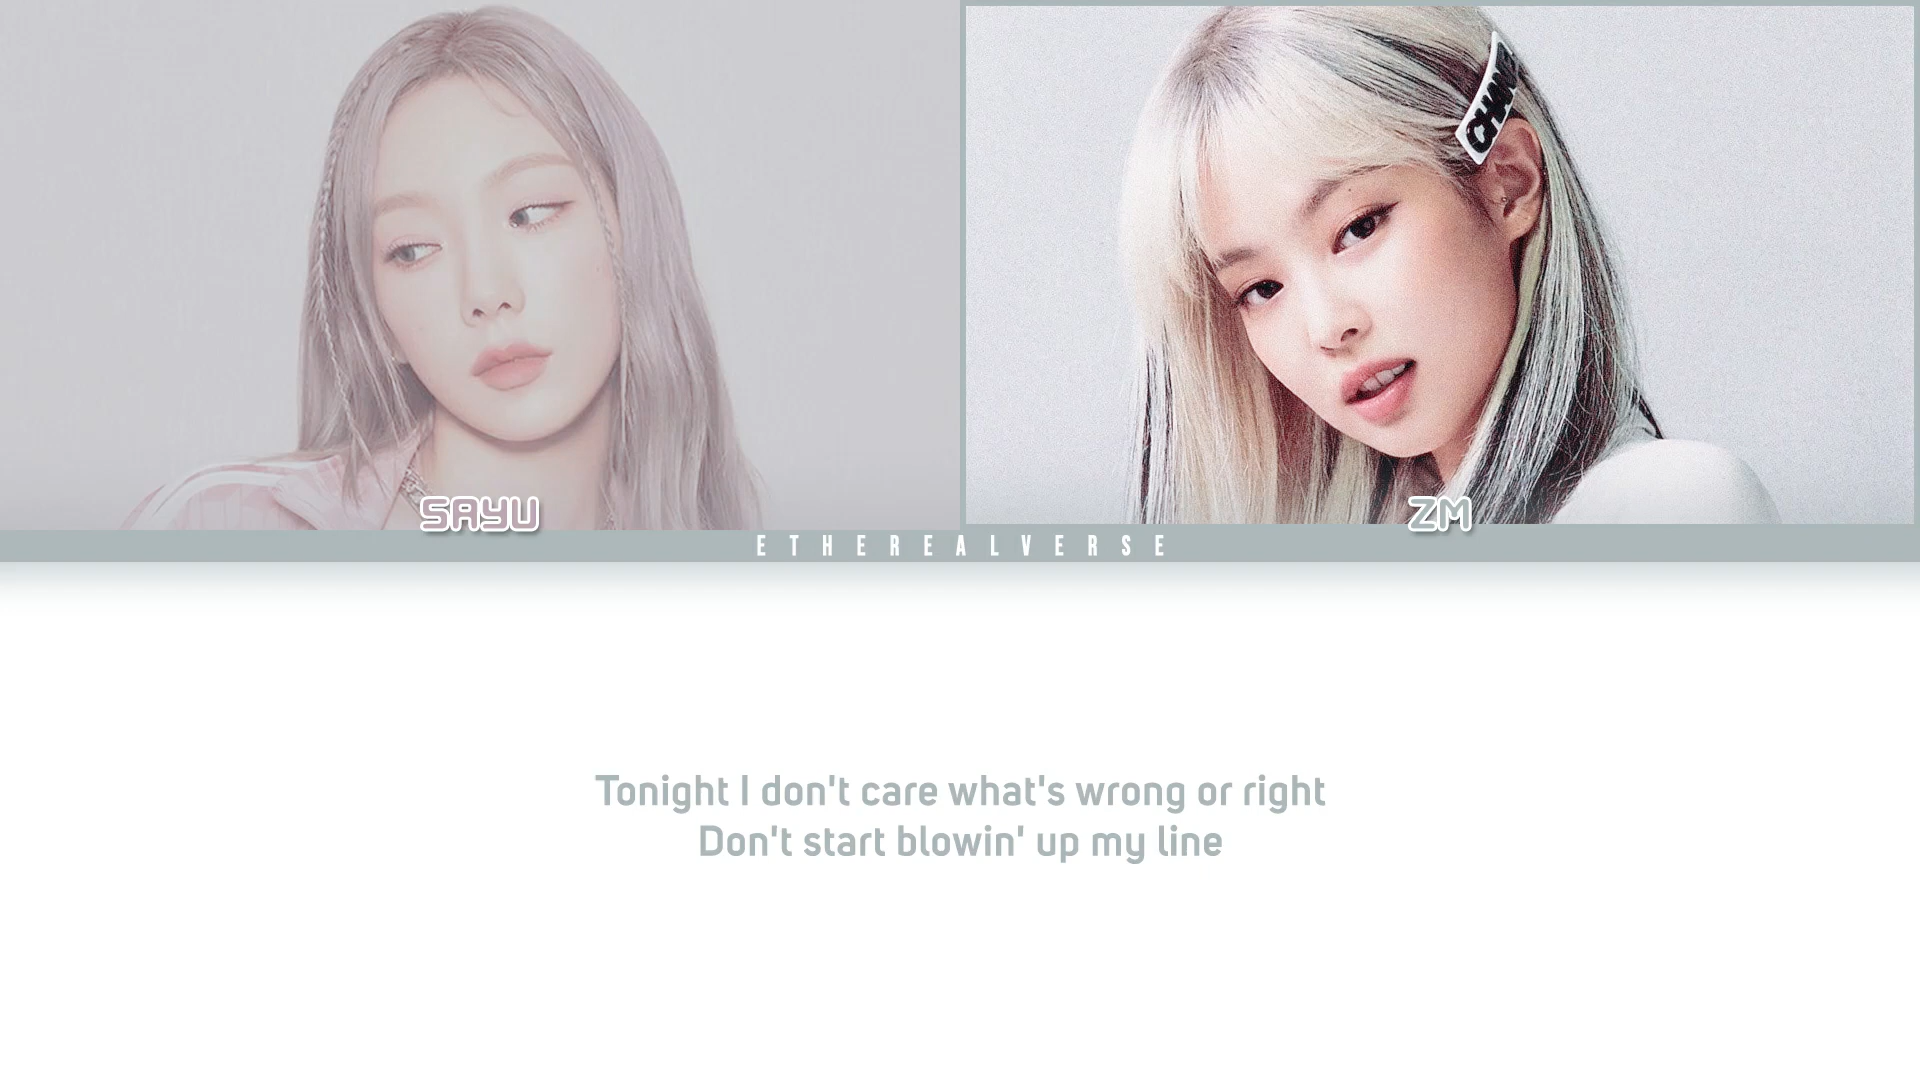 SAYU
ZM
ETHEREALVERSE
Tonight I don't care what's wrong or right
Don't start blowin' up my line